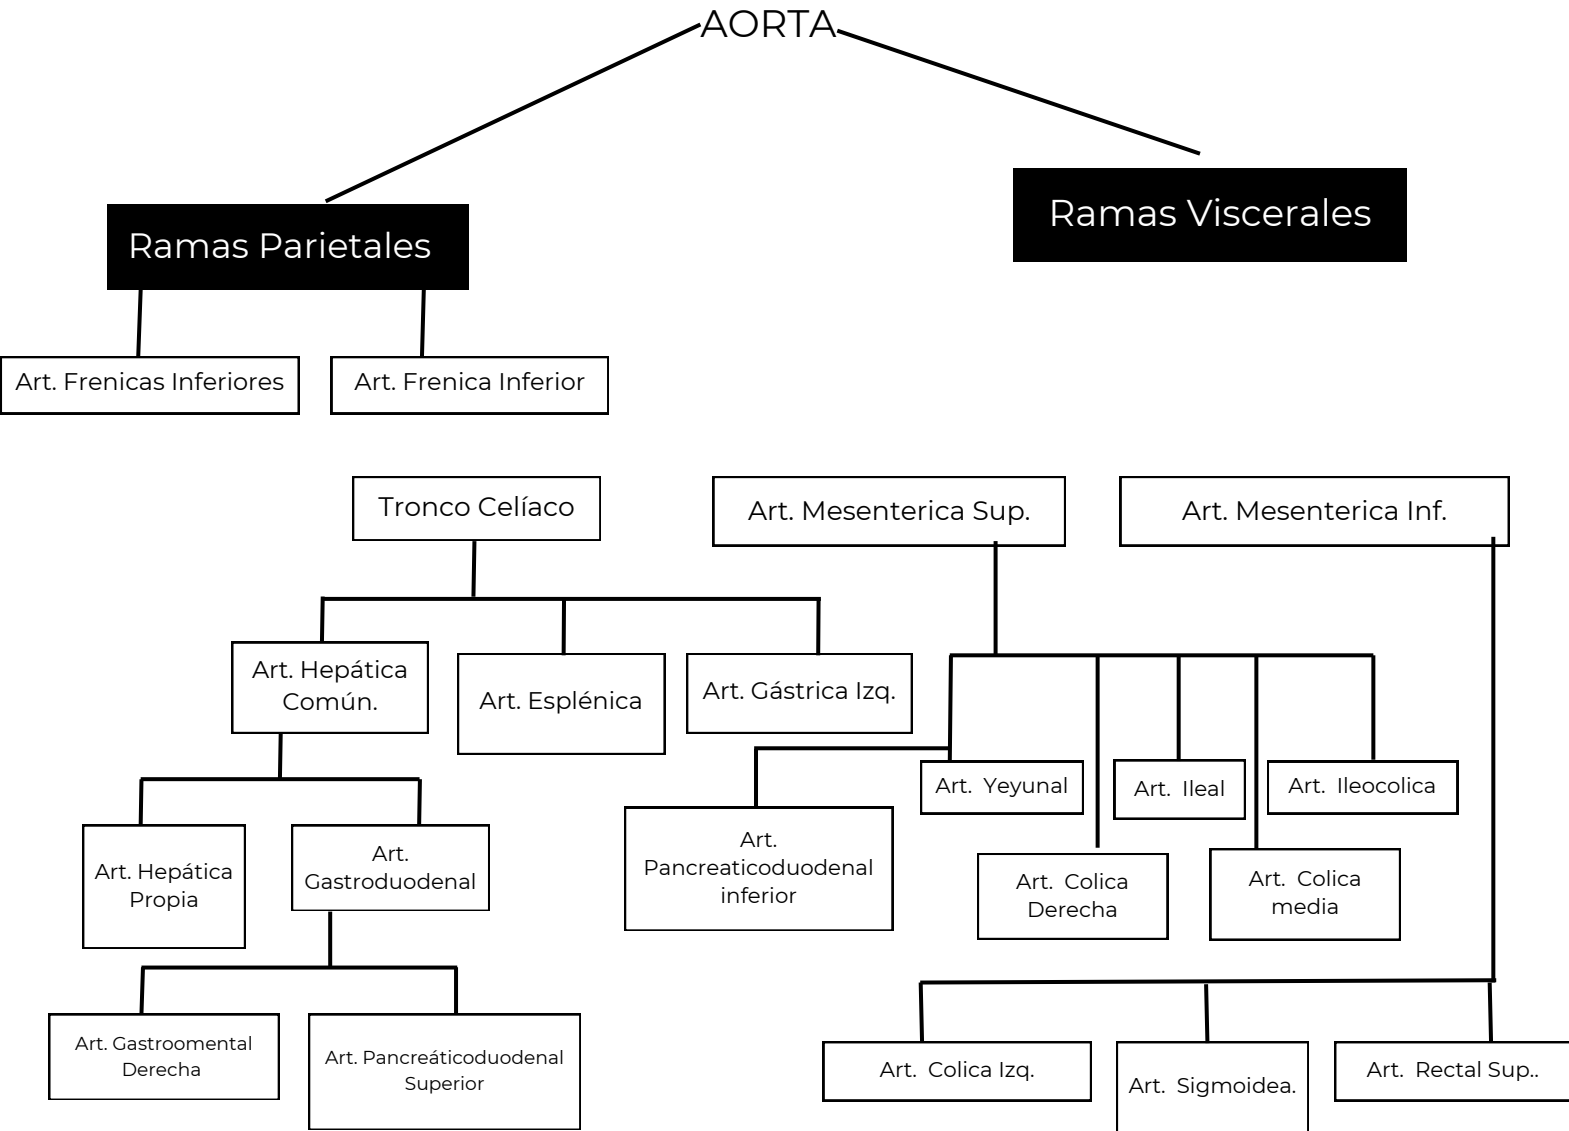 AORTA
Ramas Parietales
Ramas Viscerales
Art. Frenicas Inferiores
Art. Frenica Inferior
Tronco Celíaco
Art. Mesenterica Sup.
Art. Mesenterica Inf.
Art. Hepática
Común.
Art. Esplénica
Art. Gástrica Izq.
Art. Yeyunal
Art. Ileal
Art. Ileocolica
Art. Hepática
Propia
Art.
Gastroduodenal
Art.
Pancreaticoduodenal
inferior
Art. Colica
Derecha
Art. Colica
media
Art. Gastroomental
Derecha
Art. Pancreáticoduodenal
Superior
Art. Colica Izq.
Art. Sigmoidea.
Art. Rectal Sup..